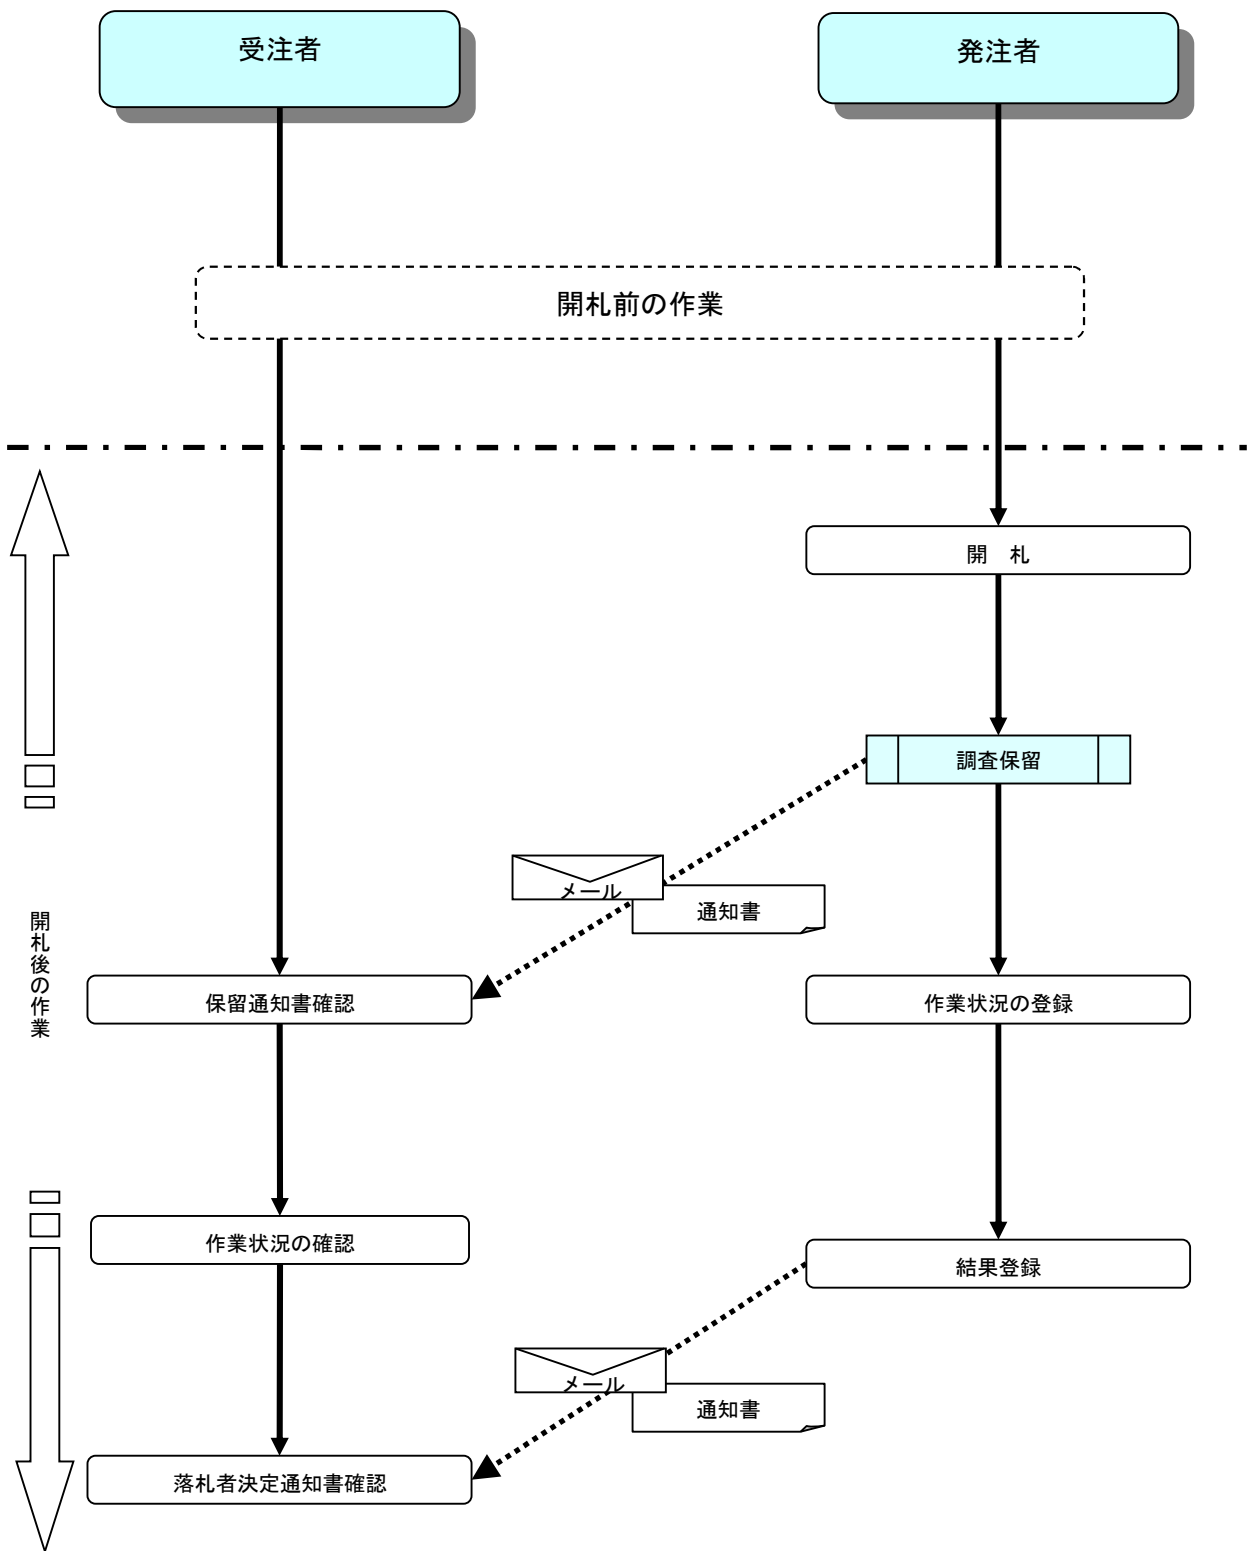 受注者
発注者
開札前の作業
開　札
調査保留
メール
通知書
開札後の作業
保留通知書確認
作業状況の登録
作業状況の確認
結果登録
メール
通知書
落札者決定通知書確認